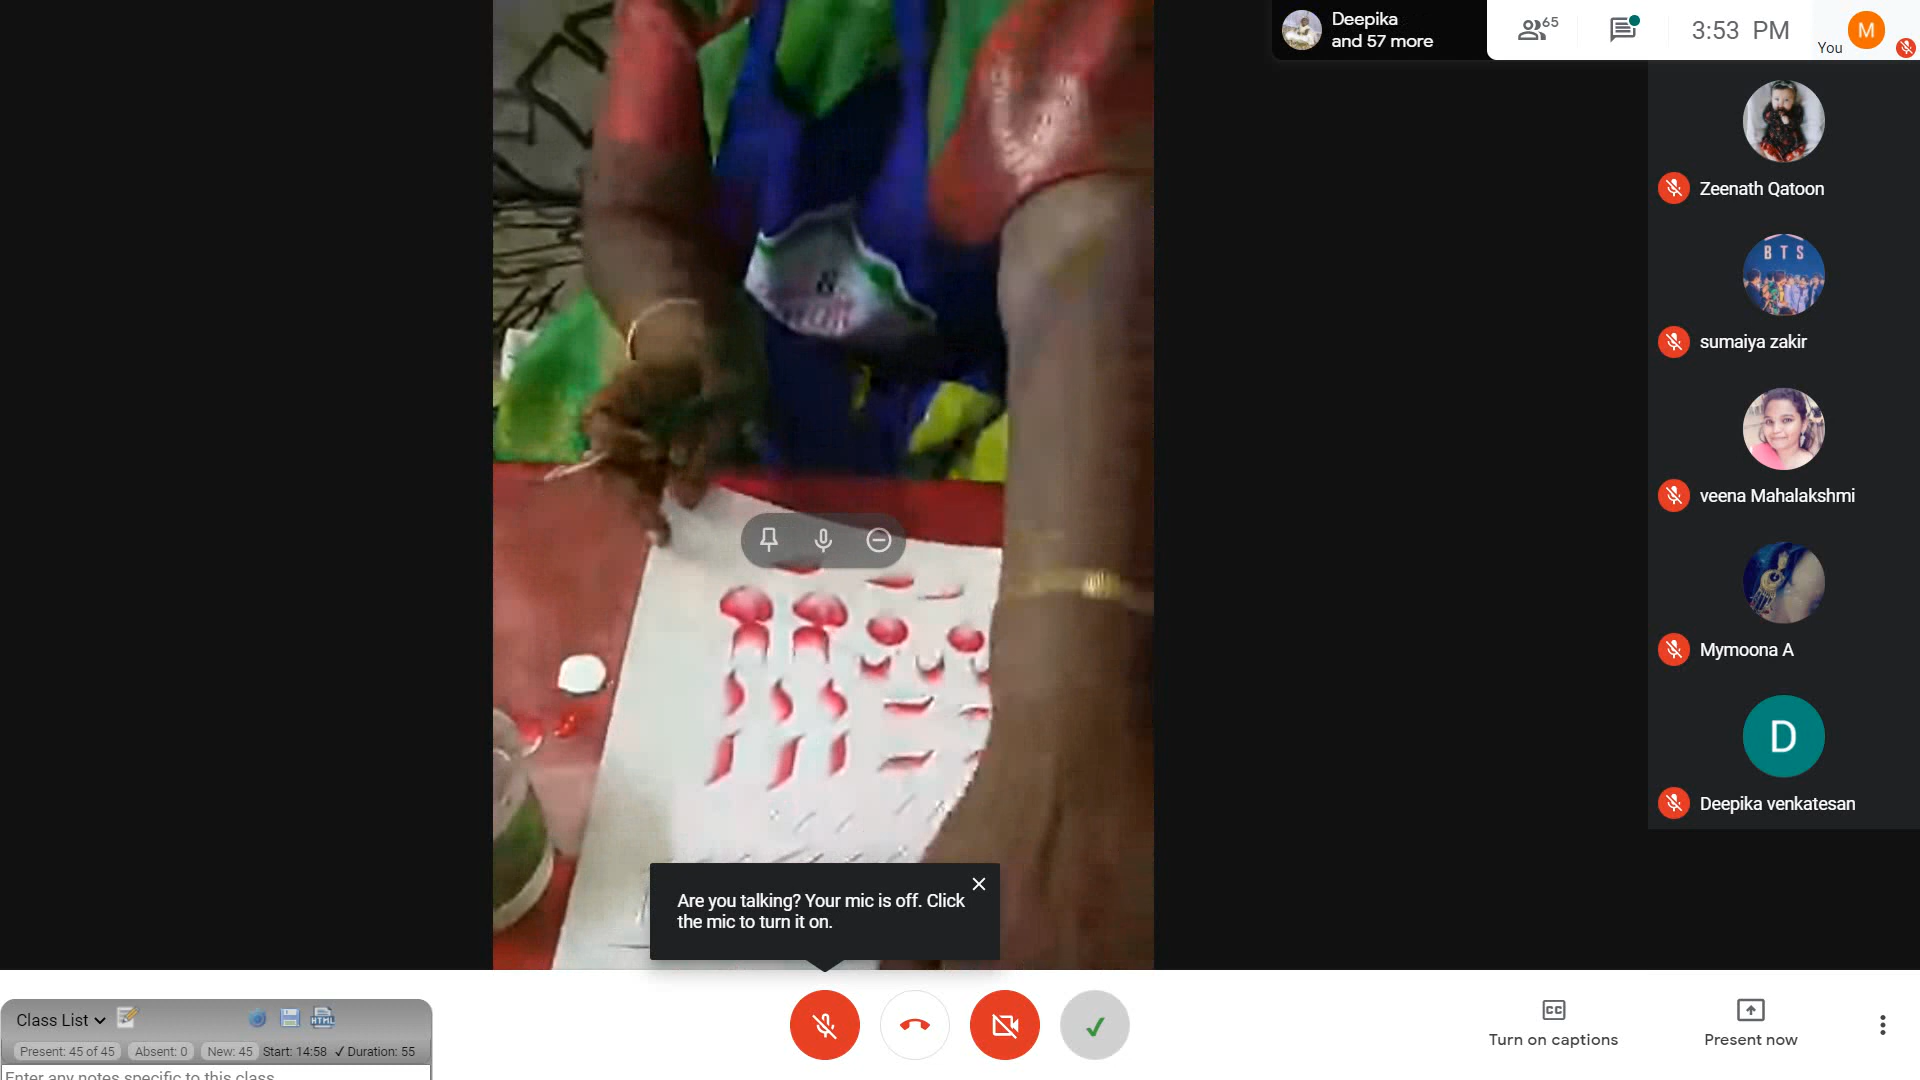 Deepika
and 57 more
65
3:53 PM
You
M
Zeenath Qatoon
BTS
sumaiya zakir
veena Mahalakshmi
Mymoona A
D
Deepika venkatesan
Are you talking? Your mic is off. Click
the mic to turn it on.
Class List
HTML
Present: 45 of 45
Absent: 0
New: 45
Start: 14:58
✓ Duration: 55
Enter any notes specific to this class
CC
Turn on captions
Present now